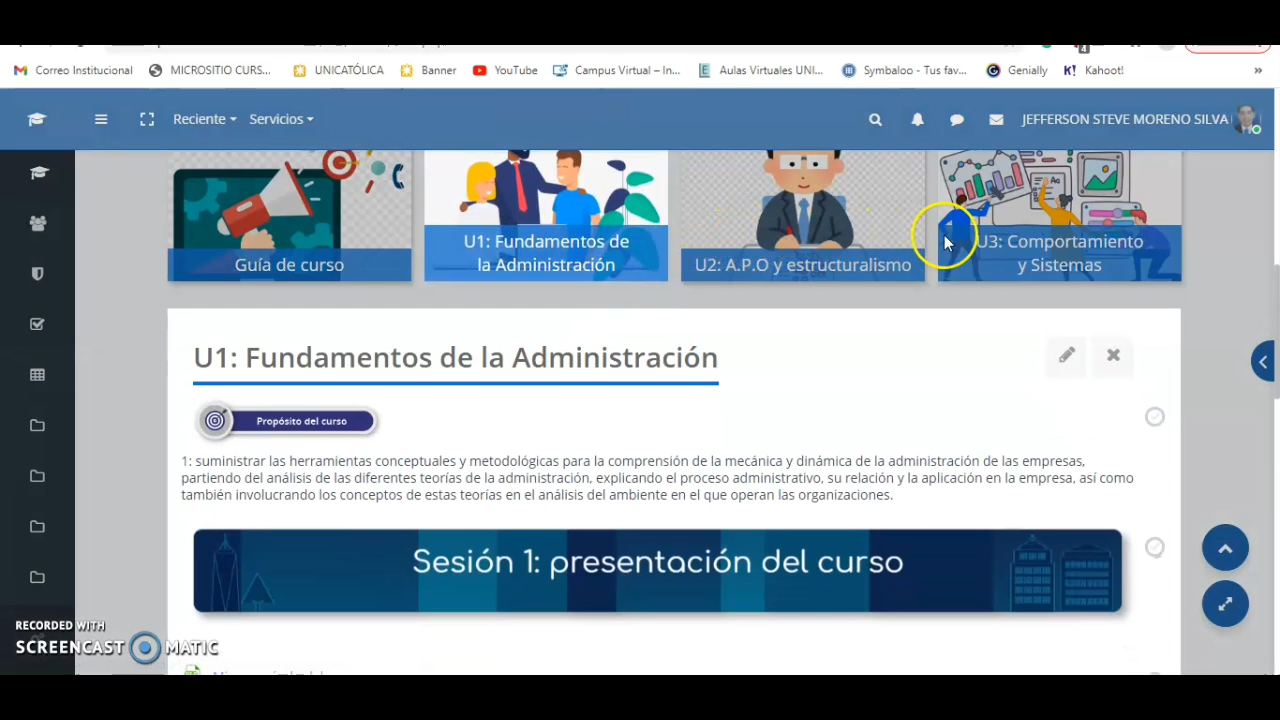 Correo Institucional
MICROSITIO CURS...
UNICATÓLICA
Banner
YouTube
Campus Virtual – In...
Aulas Virtuales UNI...
Symbaloo - Tus fav...
Genially
Kahoot!
»
4
Reciente
Servicios
JEFFERSON STEVE MORENO SILVA
Guía de curso
U1: Fundamentos de
la Administración
U2: A.P.O y estructuralismo
U3: Comportamiento
y Sistemas
U1: Fundamentos de la Administración
Propósito del curso
1: suministrar las herramientas conceptuales y metodológicas para la comprensión de la mecánica y dinámica de la administración de las empresas,
partiendo del análisis de las diferentes teorías de la administración, explicando el proceso administrativo, su relación y la aplicación en la empresa, así como
también involucrando los conceptos de estas teorías en el análisis del ambiente en el que operan las organizaciones.
Sesión 1: presentación del curso
RECORDED WITH
SCREENCAST MATIC